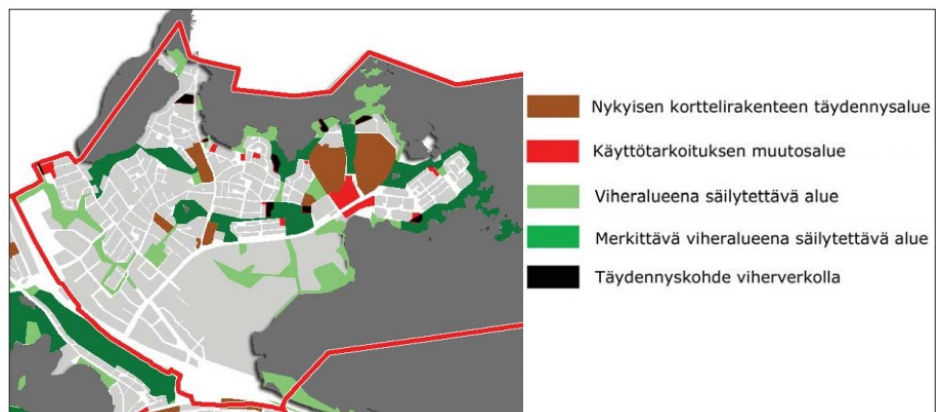 Nykyisen korttelirakenteen täydennysalue
Käyttötarkoituksen muutosalue
Viheralueena säilytettävä alue
Merkittävä viheralueena säilytettävä alue
Täydennyskohde viherverkolla